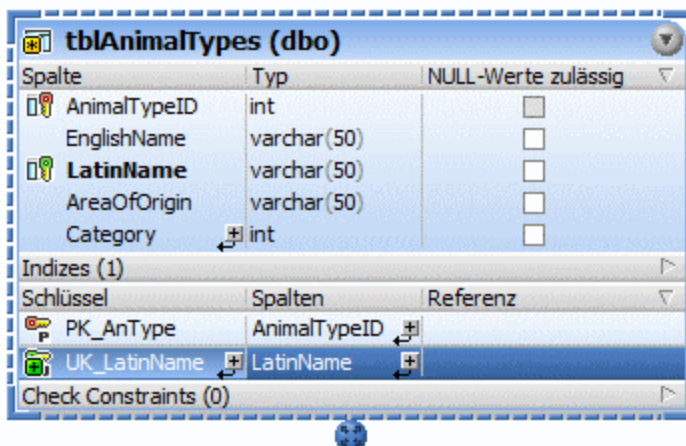 tblAnimalTypes (dbo)
Spalte Typ NULL-Werte zulässig
AnimalTypeID int
EnglishName varchar(50)
LatinName varchar(50)
AreaOfOrigin varchar(50)
Category int
Indizes (1)
Schlüssel Spalten Referenz
PK_AnType AnimalTypeID
UK_LatinName LatinName
Check Constraints (0)